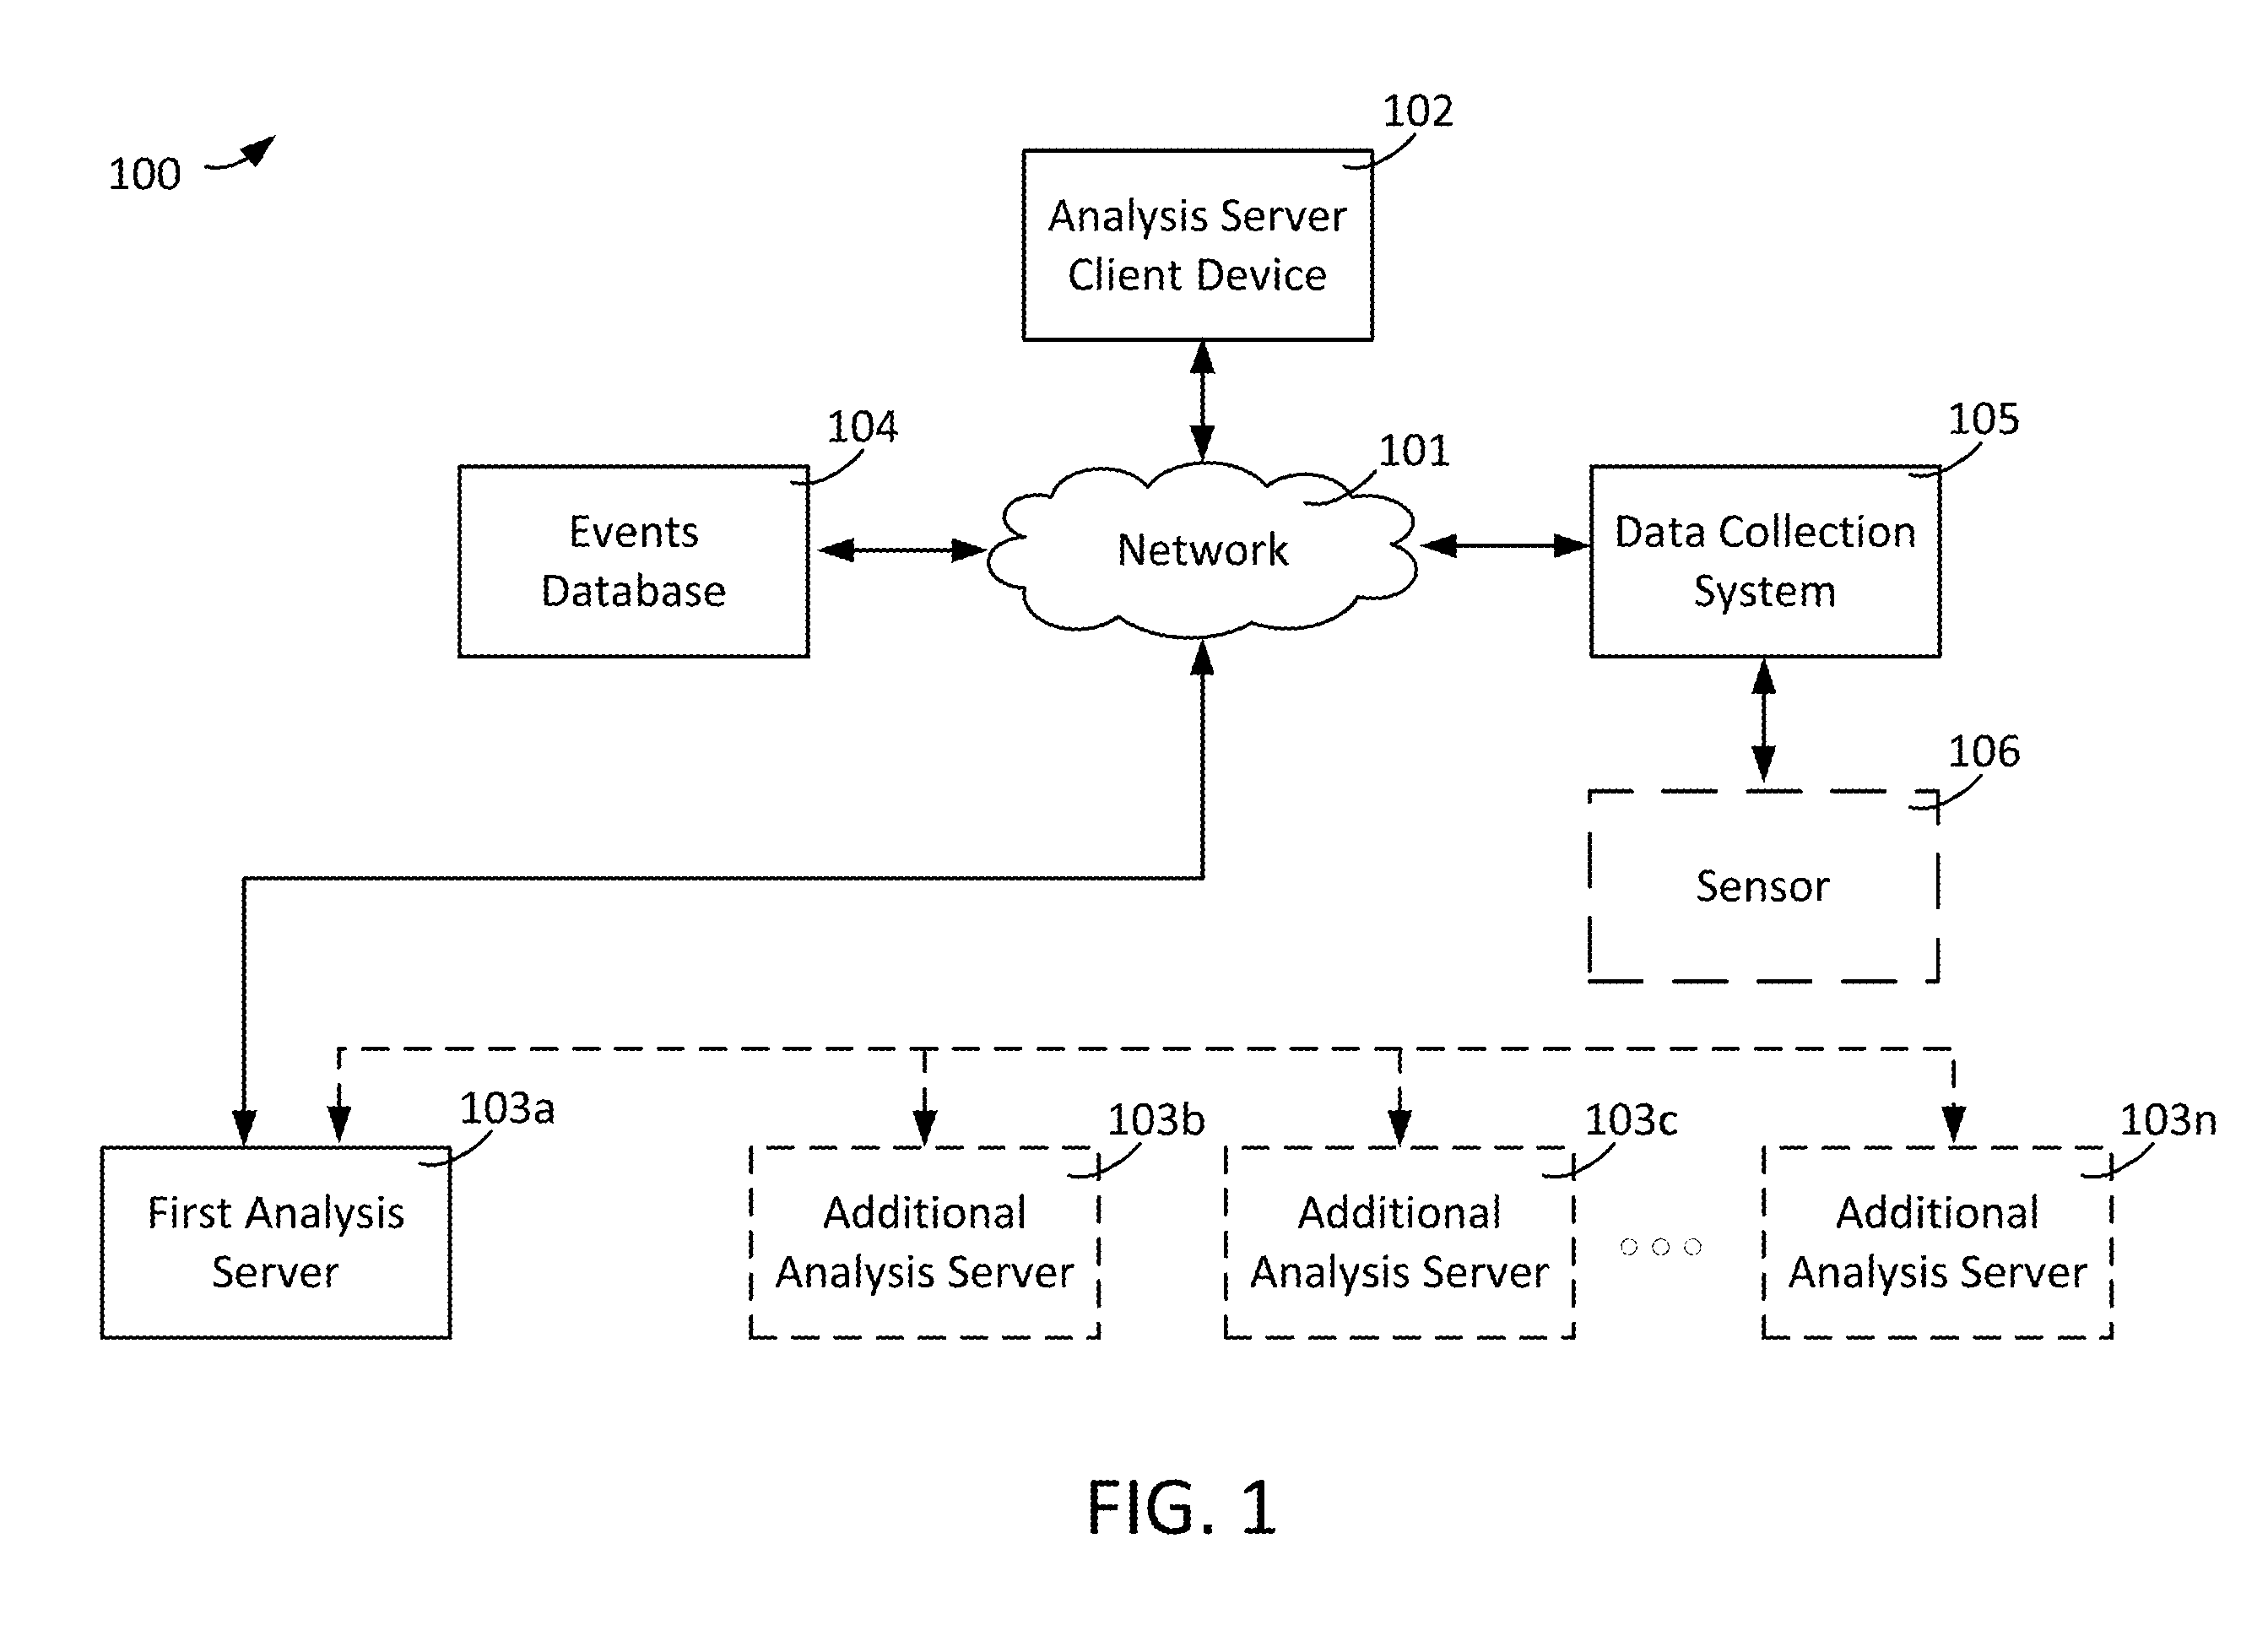 100
102
Analysis Server
Client Device
104
Events
Database
101
Network
105
Data Collection
System
106
Sensor
103a
First Analysis
Server
103b
Additional
Analysis Server
103c
Additional
Analysis Server
103n
Additional
Analysis Server
FIG. 1